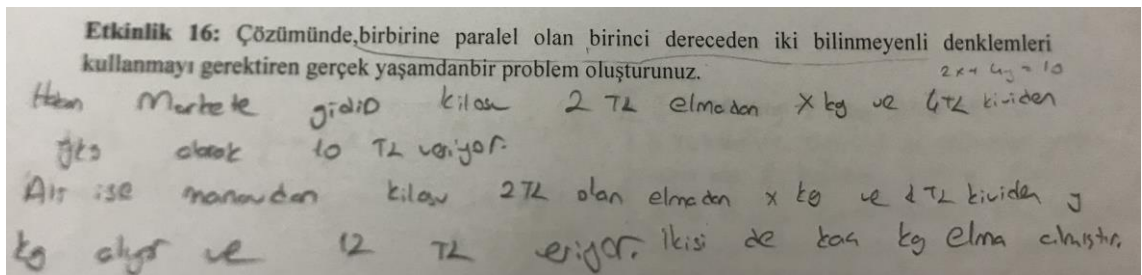 Etkinlik 16: Çözümünde,birbirine paralel olan birinci dereceden iki bilinmeyenli denklemleri
kullanmayı gerektiren gerçek yaşamdanbir problem oluşturunuz.
2x+4y=10
Hakan Markete gidip kilosu 2 TL elmadan x kg ve 4TL kividen
ykg alarak 10 TL veriyor.
Ali ise manavdan kilosu 2TL olan elmadan x kg ve 4 TL kividen y
kg alıyor ve 12 TL veriyor. İkisi de kaç kg elma almıştır.